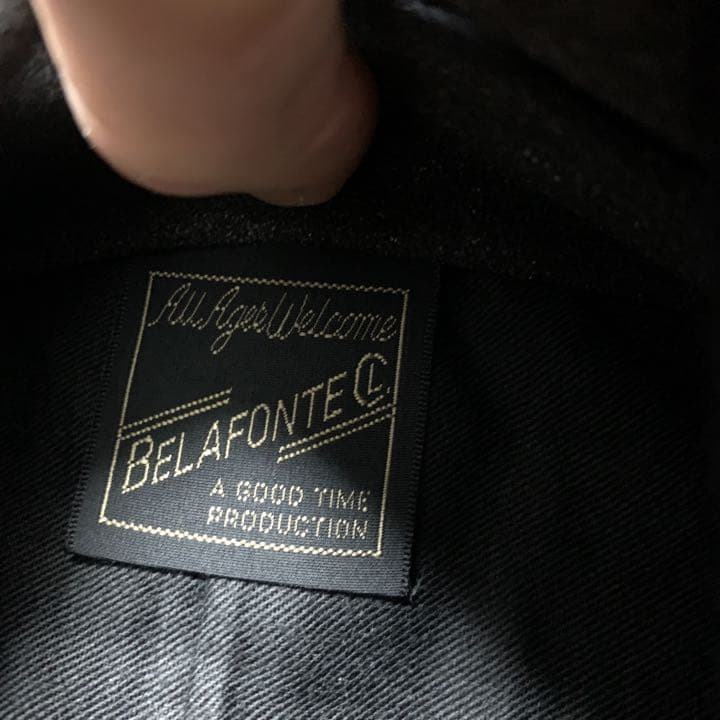 All Ages Welcome
BELAFONTE CL.
A GOOD TIME
PRODUCTION